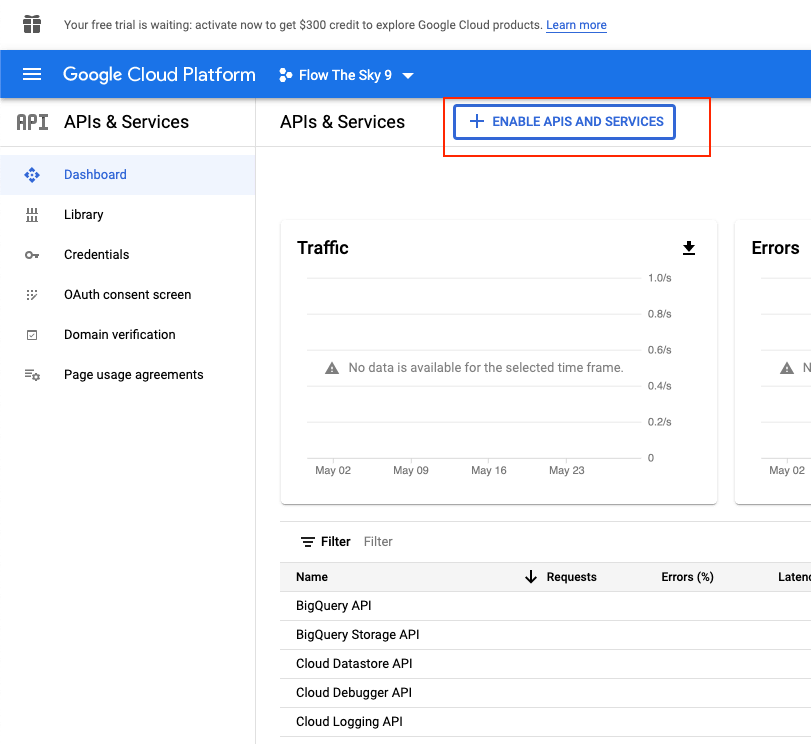 Your free trial is waiting: activate now to get $300 credit to explore Google Cloud products. Learn more
Google Cloud Platform Flow The Sky 9
API APIs & Services
APIs & Services
ENABLE APIS AND SERVICES
Dashboard
Library
Credentials
OAuth consent screen
Domain verification
Page usage agreements
Traffic
1.0/s
0.8/s
0.6/s
No data is available for the selected time frame.
0.4/s
0.2/s
0
May 02 May 09 May 16 May 23
Errors
N
May 02
Filter Filter
Name Requests Errors (%) Laten
BigQuery API
BigQuery Storage API
Cloud Datastore API
Cloud Debugger API
Cloud Logging API